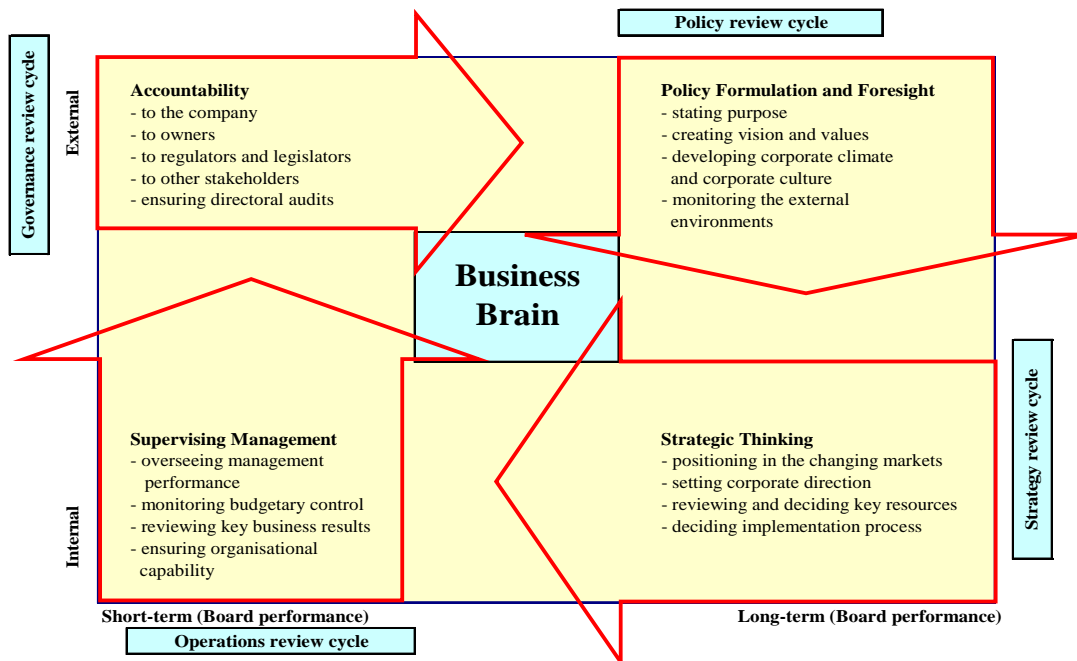 Policy review cycle
Governance review cycle
External
Accountability
- to the company
- to owners
- to regulators and legislators
- to other stakeholders
- ensuring directoral audits
Policy Formulation and Foresight
- stating purpose
- creating vision and values
- developing corporate climate
and corporate culture
- monitoring the external
environments
Business
Brain
Supervising Management
- overseeing management
performance
- monitoring budgetary control
- reviewing key business results
- ensuring organisational
capability
Strategic Thinking
- positioning in the changing markets
- setting corporate direction
- reviewing and deciding key resources
- deciding implementation process
Strategy review cycle
Internal
Short-term (Board performance)
Long-term (Board performance)
Operations review cycle